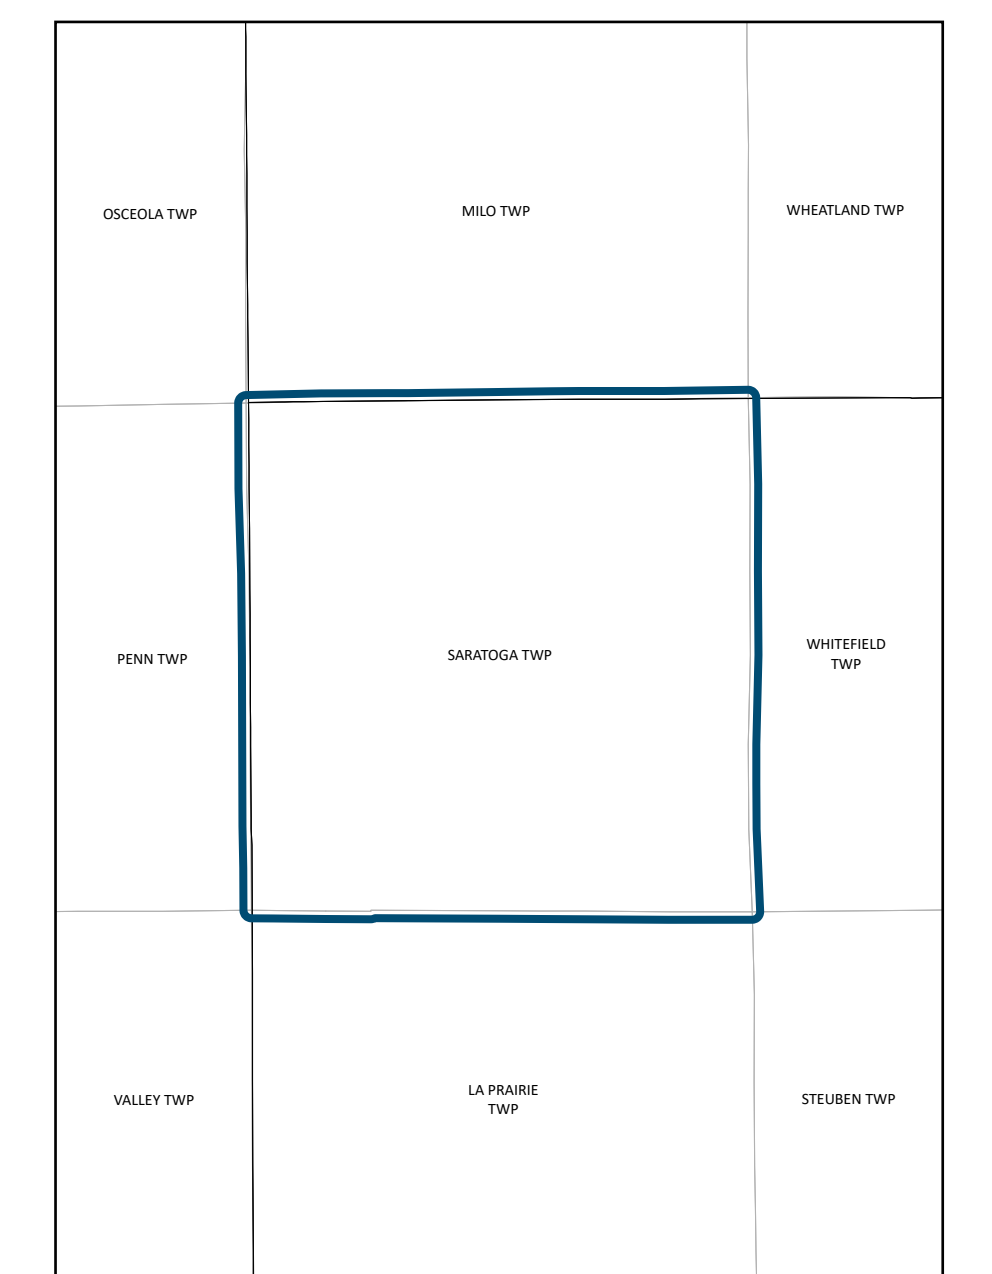 OSCEOLA TWP
MILO TWP
WHEATLAND TWP
PENN TWP
SARATOGA TWP
WHITEFIELD
TWP
VALLEY TWP
LA PRAIRIE
TWP
STEUBEN TWP